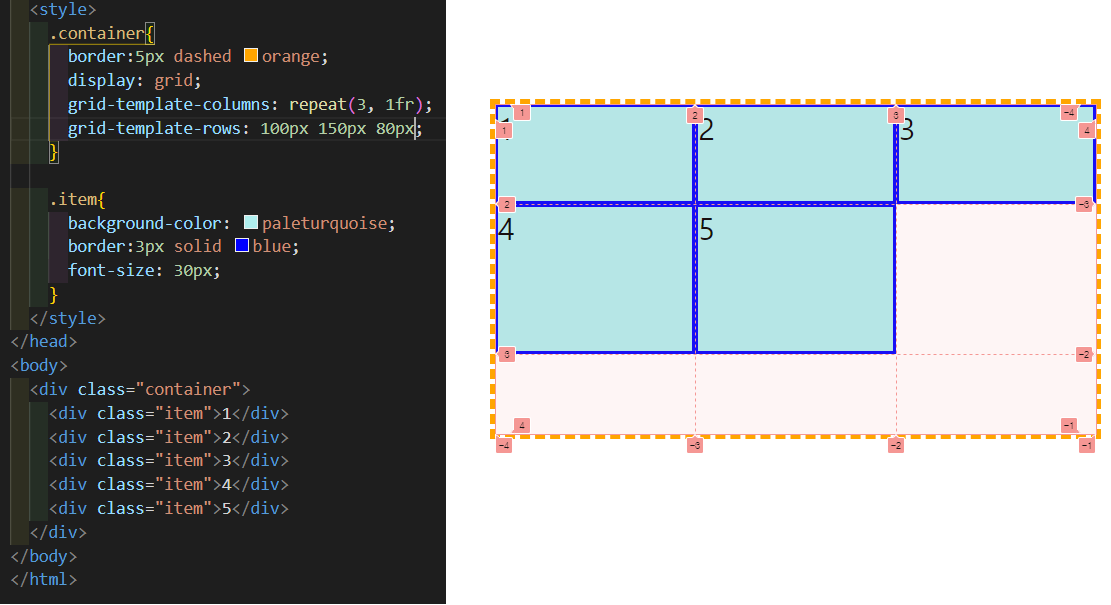 <style>
.container{
border:5px dashed orange;
display: grid;
grid-template-columns: repeat(3, 1fr);
grid-template-rows: 100px 150px 80px;
}
.item{
background-color: paleturquoise;
border:3px solid blue;
font-size: 30px;
}
</style>
</head>
<body>
<div class="container">
<div class="item">1</div>
<div class="item">2</div>
<div class="item">3</div>
<div class="item">4</div>
<div class="item">5</div>
</div>
</body>
</html>
1 2 3 -4
1 2 3 4
2 -3
4 5
3 -2
4 -1
-4 -3 -2 -1